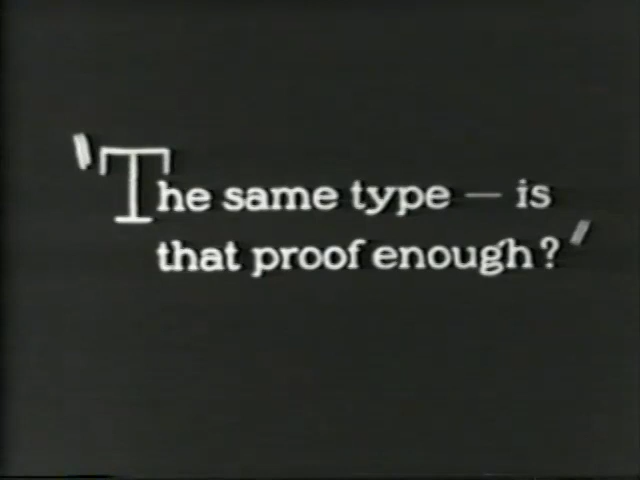 "The same type — is
that proof enough?"